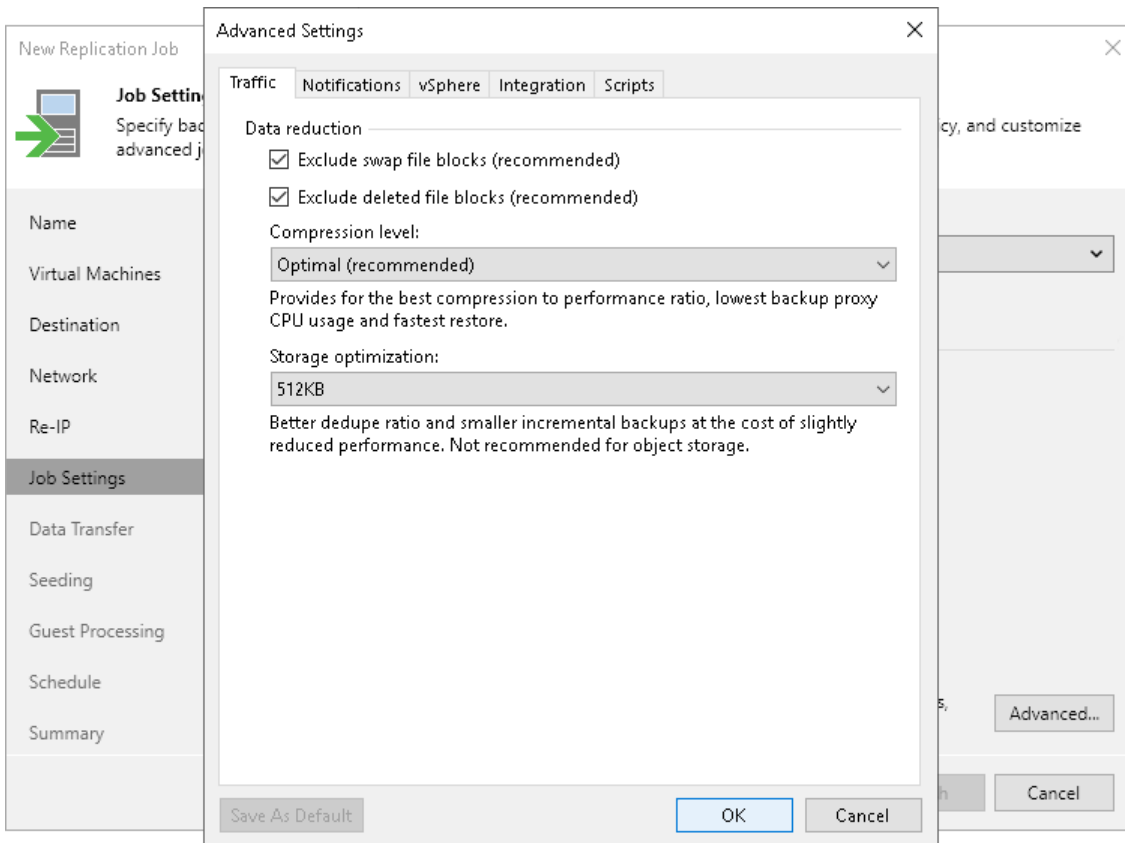 Advanced Settings
New Replication Job
Job Settin
Specify bac
advanced j
icy, and customize
Traffic
Notifications
vSphere
Integration
Scripts
Data reduction
Exclude swap file blocks (recommended)
Exclude deleted file blocks (recommended)
Compression level:
Optimal (recommended)
Provides for the best compression to performance ratio, lowest backup proxy
CPU usage and fastest restore.
Storage optimization:
512KB
Better dedupe ratio and smaller incremental backups at the cost of slightly
reduced performance. Not recommended for object storage.
Name
Virtual Machines
Destination
Network
Re-IP
Job Settings
Data Transfer
Seeding
Guest Processing
Schedule
Summary
s,
Advanced...
h
Cancel
Save As Default
OK
Cancel